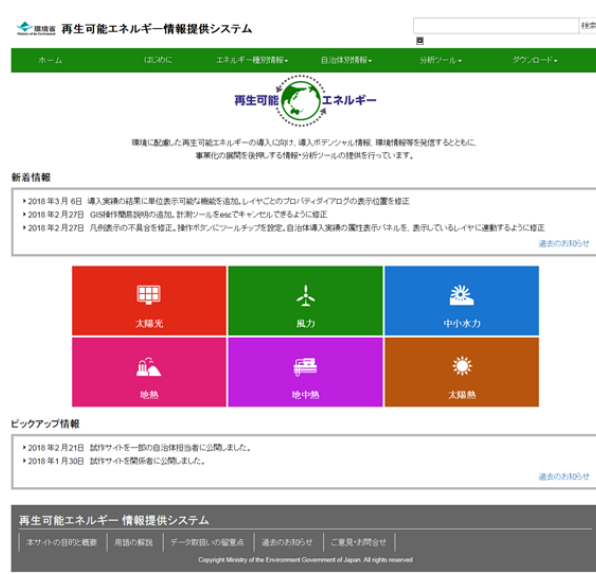 環境省 再生可能エネルギー情報提供システム
検索
ホーム はじめに エネルギー種別情報 自治体別情報 分析ツール ダウンロード
再生可能 エネルギー
環境に配慮した再生可能エネルギーの導入に向け、導入ポテンシャル情報、環境情報等を発信するとともに、
事業化の展開を後押しする情報・分析ツールの提供を行っています。
新着情報
2018年3月 6日 導入実績の結果に単位表示可能な機能を追加。レイヤごとのプロパティダイアログの表示位置を修正
2018年2月27日 GIS操作簡易説明の追加。計測ツールをescでキャンセルできるように修正
2018年2月27日 凡例表示の不具合を修正。操作ボタンにツールチップを設定。自治体導入実績の属性表示パネルを、表示しているレイヤに連動するように修正
過去のお知らせ
太陽光 風力 中小水力
地熱 地中熱 太陽熱
ピックアップ情報
2018年2月21日 試作サイトを一部の自治体担当者に公開しました。
2018年1月30日 試作サイトを関係者に公開しました。
過去のお知らせ
再生可能エネルギー 情報提供システム
本サイトの目的と概要 用語の解説 データ取扱いの留意点 過去のお知らせ ご意見・お問合せ
Copyright Ministry of the Environment Government of Japan. All rights reserved